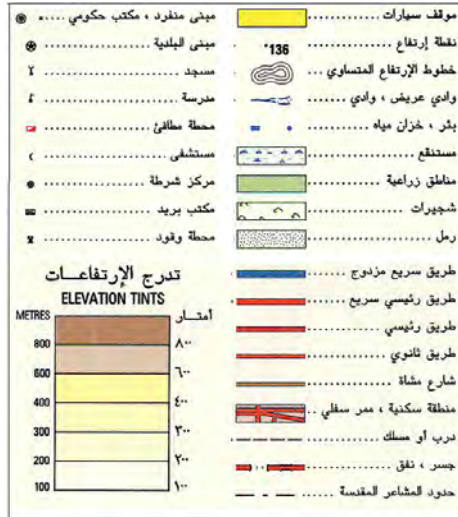 موقف سيارات
نقطة إرتفاع
136
خطوط الإرتفاع المتساوي
وادي عريض ، وادي
بئر ، خزان مياه
مستنقع
مناطق زراعية
شجيرات
رمل
طريق سريع مزدوج
طريق رئيسي سريع
طريق رئيسي
طريق ثانوي
شارع مشاة
منطقة سكنية ، ممر سفلي
درب أو مسلك
جسر ، نفق
حدود المشاعر المقدسة
مبنى منفرد ، مكتب حكومي
مبنى البلدية
مسجد
مدرسة
محطة مطافئ
مستشفى
مركز شرطة
مكتب بريد
محطة وقود
تدرج الإرتفاعــات
ELEVATION TINTS
أمتــار METRES
٨٠٠ 800
٦٠٠ 600
٤٠٠ 400
٣٠٠ 300
٢٠٠ 200
١٠٠ 100